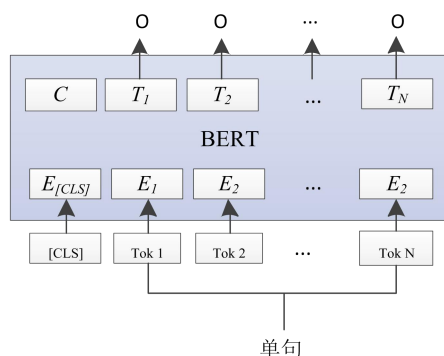 O O ... O
C T1 T2 ... TN
BERT
E[CLS] E1 E2 ... E2
[CLS] Tok 1 Tok 2 ... Tok N
单句